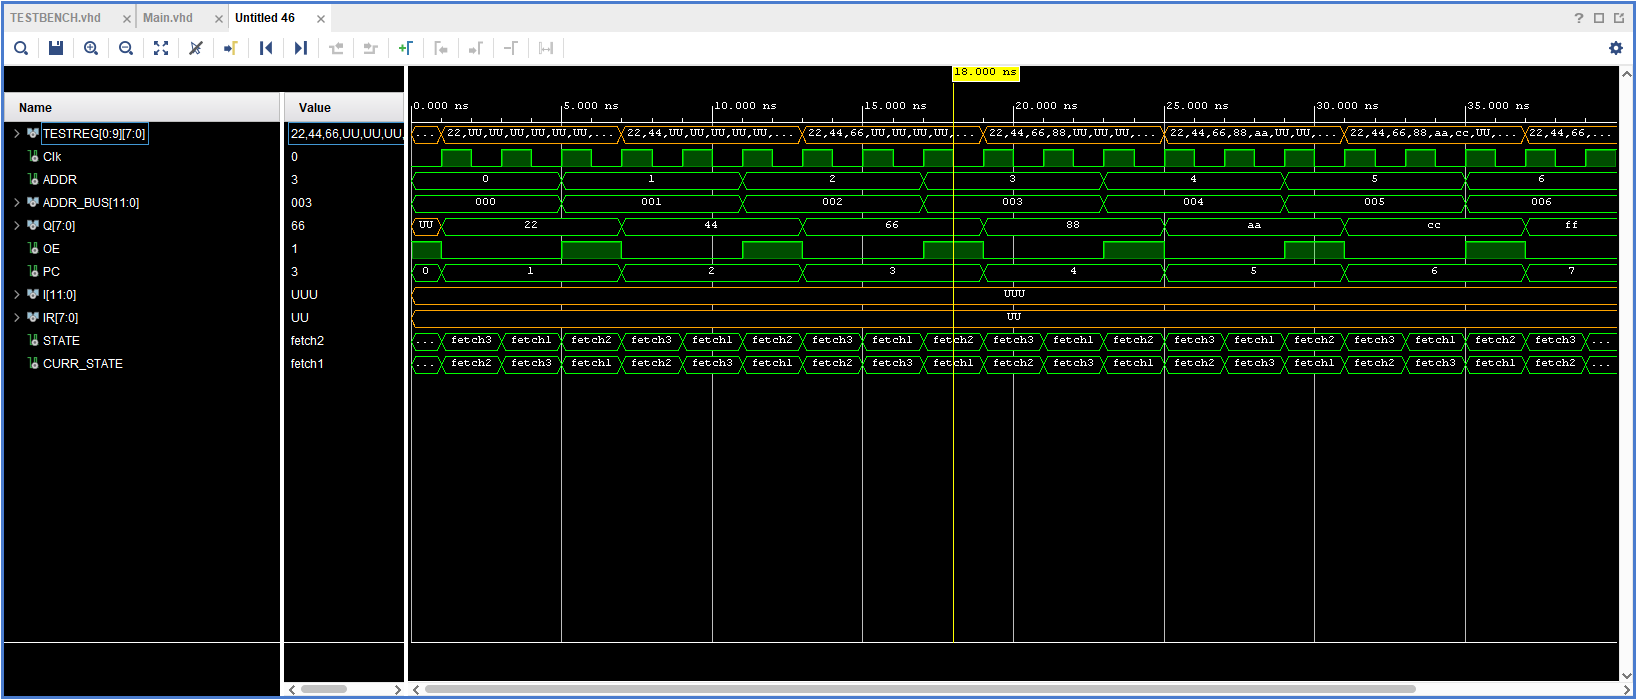 TESTBENCH.vhd × Main.vhd × Untitled 46 ×
?
18.000 ns
Name Value
0.000 ns 5.000 ns 10.000 ns 15.000 ns 20.000 ns 25.000 ns 30.000 ns 35.000 ns
TESTREG[0:9][7:0] 22,44,66,UU,UU,UU, ... 22,UU,UU,UU,UU,UU,... 22,44,UU,UU,UU,UU,... 22,44,66,UU,UU,UU,... 22,44,66,88,UU,UU,... 22,44,66,88,aa,UU,... 22,44,66,88,aa,cc,UU,... 22,44,66,...
Clk 0
ADDR 3 0 1 2 3 4 5 6
ADDR_BUS[11:0] 003 000 001 002 003 004 005 006
Q[7:0] 66 UU 22 44 66 88 aa cc ff
OE 1
PC 3 0 1 2 3 4 5 6 7
I[11:0] UUU UUU
IR[7:0] UU UU
STATE fetch2 ... fetch3 fetch1 fetch2 fetch3 fetch1 fetch2 fetch3 fetch1 fetch2 fetch3 fetch1 fetch2 fetch3 fetch1 fetch2 fetch3 fetch1 fetch2 fetch3 ...
CURR_STATE fetch1 ... fetch2 fetch3 fetch1 fetch2 fetch3 fetch1 fetch2 fetch3 fetch1 fetch2 fetch3 fetch1 fetch2 fetch3 fetch1 fetch2 fetch3 fetch1 fetch2 ...